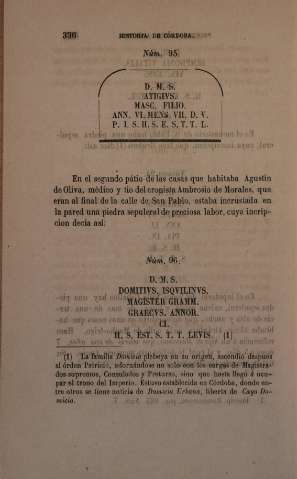 336 HISTORIA DE CÓRDOBA.
Núm. 95.
D. M. S.
ATIGIVS.
MASC. FILIO.
ANN. VI. MENS. VII. D. V.
P. I. S. H. S. E. S. T. T. L.
En el segundo pátio de las casas que habitaba Agustin
de Oliva, médico y tio del cronista Ambrosio de Morales, que
eran al final de la calle de San Pablo, estaba incrustada en
la pared una piedra sepulcral de preciosa labor, cuya inscrip-
cion decia así:
Núm. 96.
D. M. S.
DOMITIVS. ISQVILINVS.
MAGISTER GRAMM.
GRAECVS. ANNOR.
CI.
H. S. EST. S. T. T. LEVIS. (1)
(1) La familia Domicia plebeya en su orígen, ascendió despues
al órden Patricio, adornándose no solo con los cargos de Magistra-
dos supremos, Consulados y Preturas, sino que hasta llegó á ocu-
par el trono del Imperio. Estuvo establecida en Córdoba, donde en-
tre otros se tiene noticia de Domicia Urbana, liberta de Cayo Do-
micio.